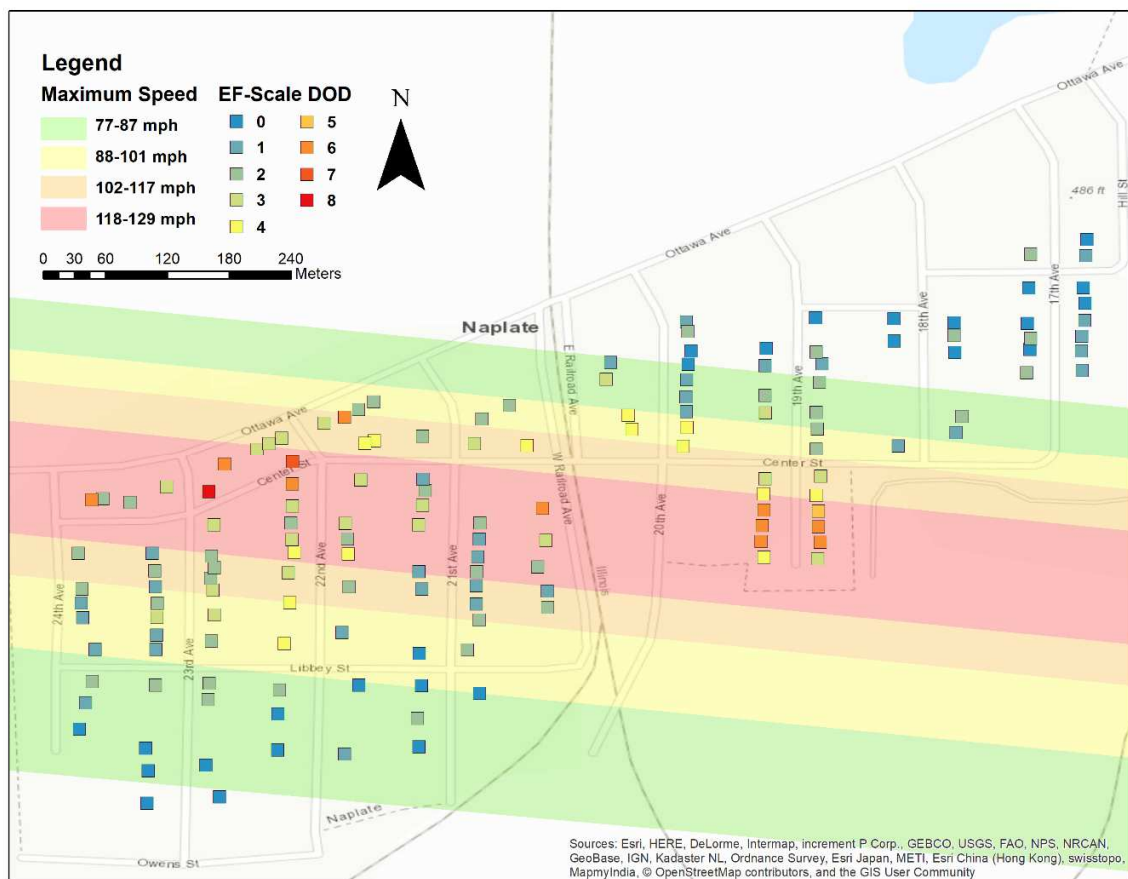 Legend
Maximum Speed
77-87 mph
88-101 mph
102-117 mph
118-129 mph
EF-Scale DOD
0
1
2
3
4
5
6
7
8
N
0 30 60 120 180 240
Meters
Ottawa Ave
486 ft
Hill St
17th Ave
Ottawa Ave
18th Ave
Naplate
E Railroad Ave
19th Ave
Ottawa Ave
Center St
Center St
W Railroad Ave
20th Ave
Illinois
21st Ave
22nd Ave
24th Ave
23rd Ave
Libbey St
Naplate
Owens St
Sources: Esri, HERE, DeLorme, Intermap, increment P Corp., GEBCO, USGS, FAO, NPS, NRCAN,
GeoBase, IGN, Kadaster NL, Ordnance Survey, Esri Japan, METI, Esri China (Hong Kong), swisstopo,
MapmyIndia, © OpenStreetMap contributors, and the GIS User Community